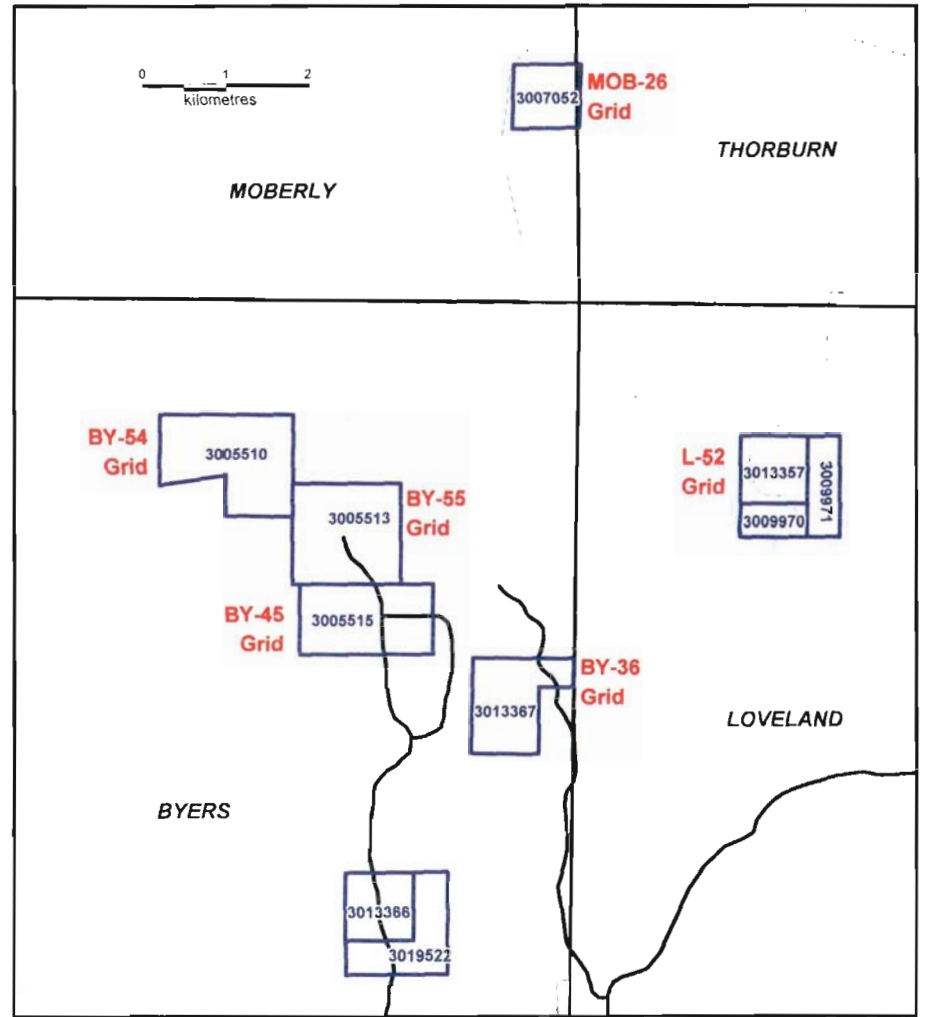 0 1 2
kilometres
3007052
MOB-26
Grid
THORBURN
MOBERLY
BY-54
Grid
3005510
BY-55
Grid
3005513
L-52
Grid
3013357
3009971
3009970
BY-45
Grid
3005515
BY-36
Grid
3013367
LOVELAND
BYERS
3013366
3019522